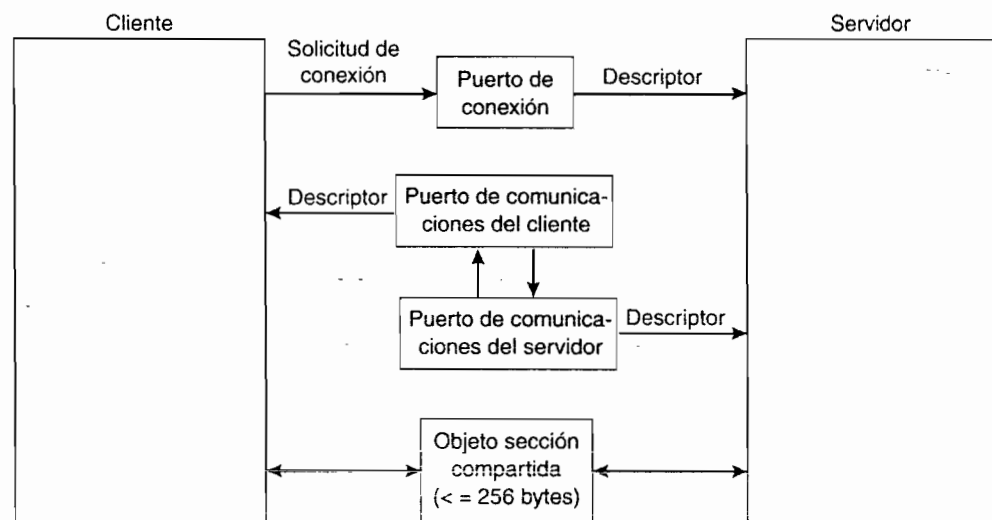 Cliente
Servidor
Solicitud de
conexión
Puerto de
conexión
Descriptor
Descriptor
Puerto de comunica-
ciones del cliente
Puerto de comunica-
ciones del servidor
Descriptor
Objeto sección
compartida
(< = 256 bytes)